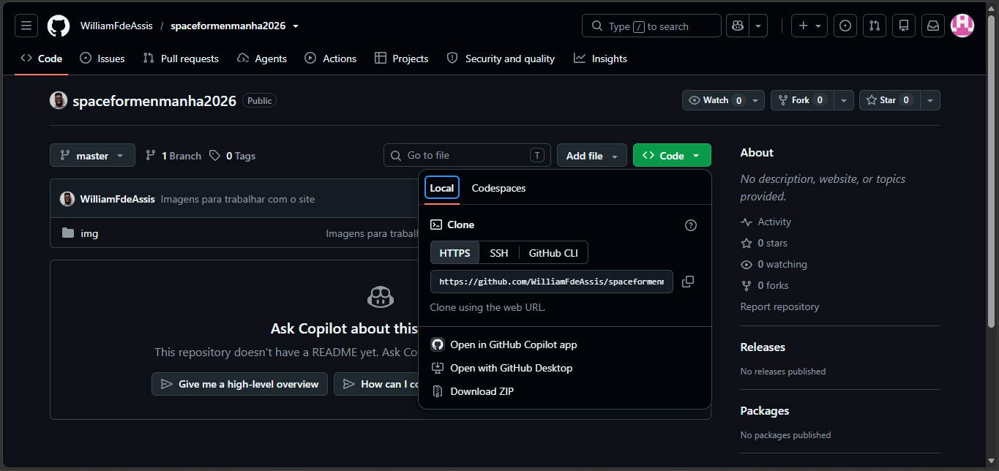 WilliamFdeAssis / spaceformenmanha2026
Type / to search
Code Issues Pull requests Agents Actions Projects Security and quality Insights
spaceformenmanha2026 Public
Watch 0 Fork 0 Star 0
master 1 Branch 0 Tags
Go to file T Add file Code
WilliamFdeAssis Imagens para trabalhar com o site
img Imagens para traball
Ask Copilot about this
This repository doesn't have a README yet. Ask Co
Give me a high-level overview How can I co
Local Codespaces
Clone
HTTPS SSH GitHub CLI
https://github.com/WilliamFdeAssis/spaceformenm
Clone using the web URL.
Open in GitHub Copilot app
Open with GitHub Desktop
Download ZIP
About
No description, website, or topics
provided.
Activity
0 stars
0 watching
0 forks
Report repository
Releases
No releases published
Packages
No packages published